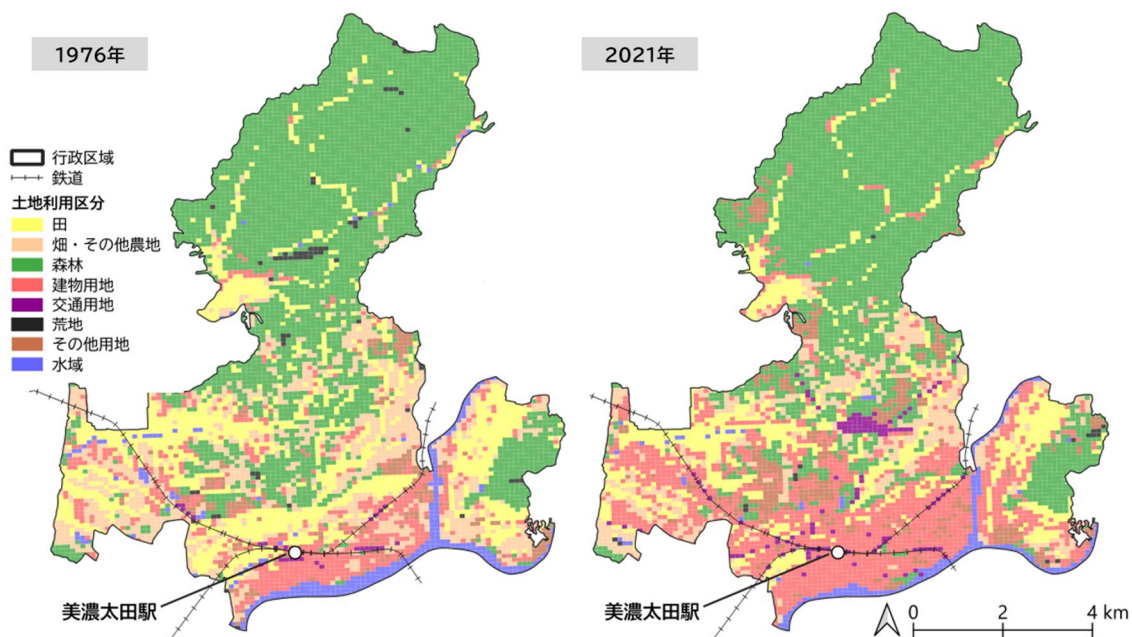 1976年
2021年
行政区域
鉄道
土地利用区分
田
畑・その他農地
森林
建物用地
交通用地
荒地
その他用地
水域
美濃太田駅
美濃太田駅
0 2 4 km